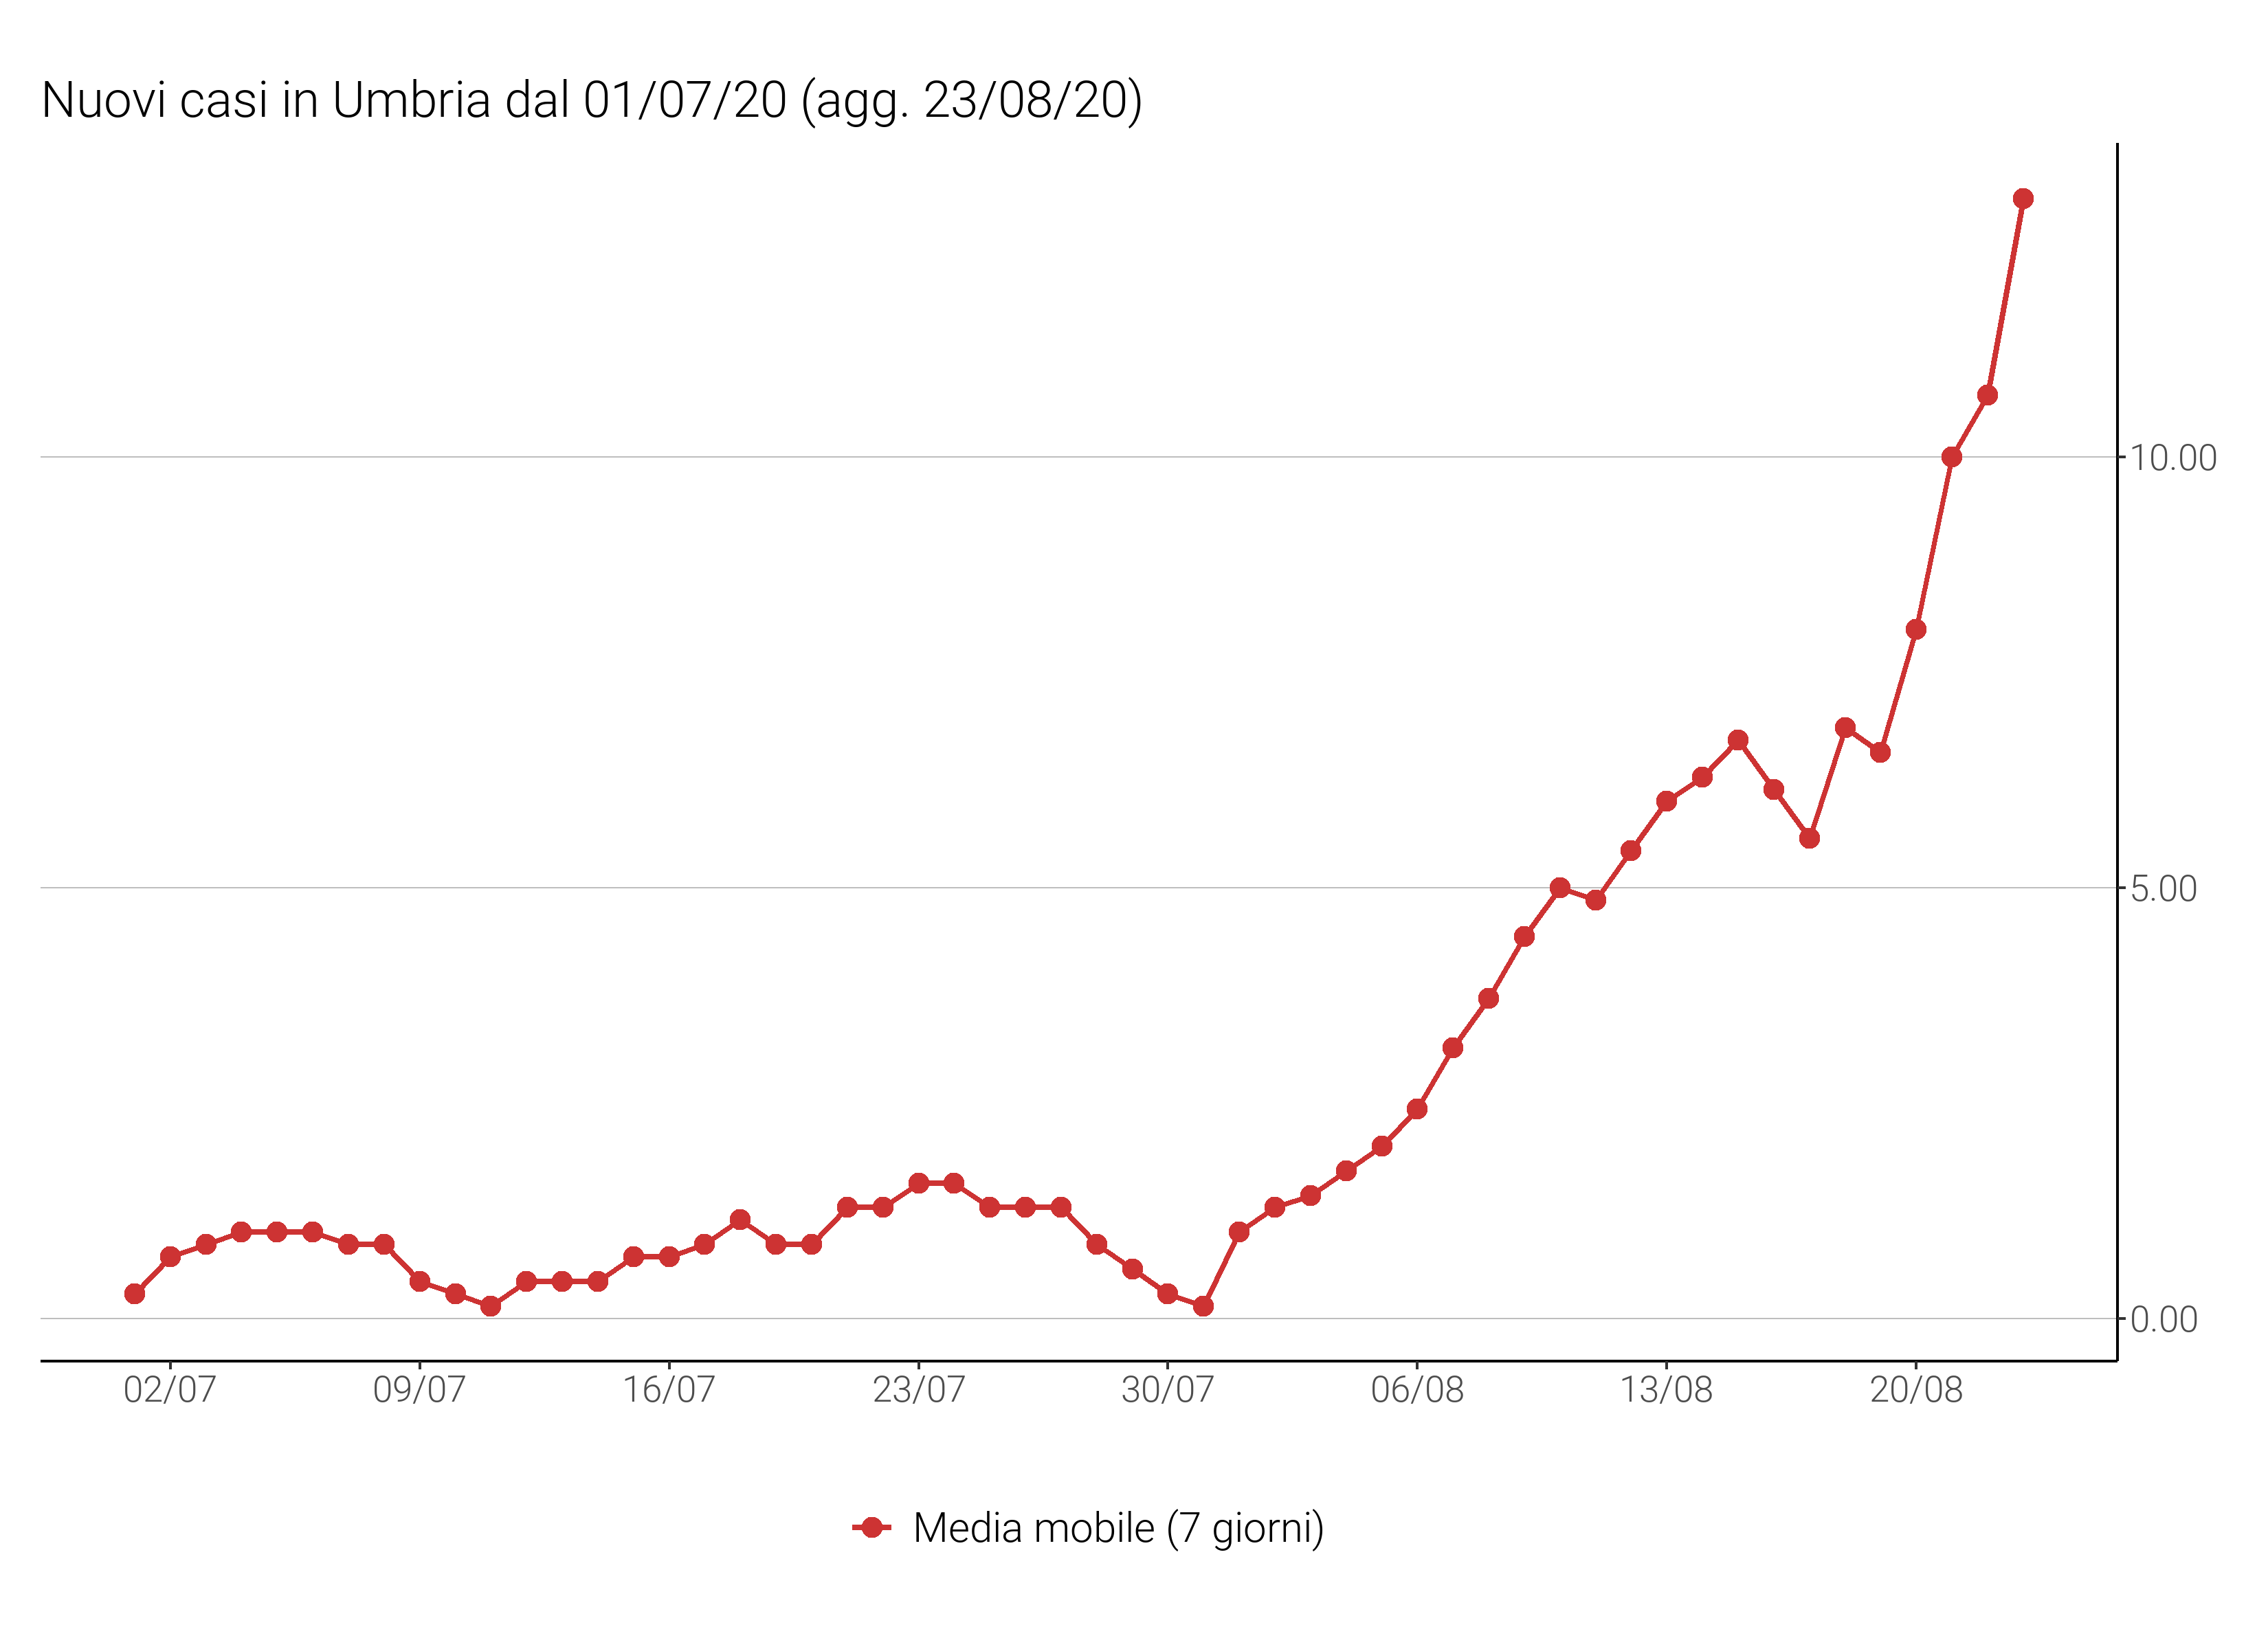 Nuovi casi in Umbria dal 01/07/20 (agg. 23/08/20)
10.00
5.00
0.00
02/07 09/07 16/07 23/07 30/07 06/08 13/08 20/08
Media mobile (7 giorni)